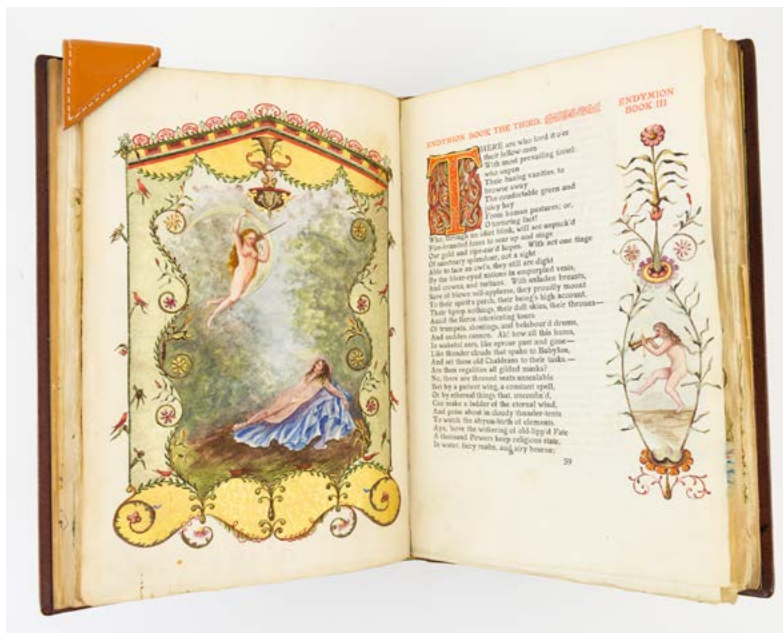 ENDYMION BOOK THE THIRD.
ENDYMION
BOOK III
THERE are who lord it over
their fellow-men
With most prevailing tinsel:
who unpen
Their baaing vanities, to
browse away
The comfortable green and
juicy hay
From human pastures; or,
O torturing fact!
Who, through an idiot blink, will see unpack'd
Fire-branded foxes to sear up and singe
Our gold and ripe-ear'd hopes. With not one tinge
Of sanctuary splendour, not a sight
Able to face an owl's, they still are dight
By the blear-eyed nations in empurpled vests,
And crowns, and turbans. With unladen breasts,
Save of blown self-applause, they proudly mount
To their spirit's perch, their being's high account,
Their tiptop nothings, their dull skies, their thrones—
Amid the fierce intoxicating tones
Of trumpets, shoutings, and belabour'd drums,
And sudden cannon. Ah! how all this hums,
In wakeful ears, like uproar past and gone—
Like thunder clouds that spake to Babylon,
And set those old Chaldeans to their tasks.—
Are then regalities all gilded masks?
No, there are throned seats unscalable
But by a patient wing, a constant spell,
Or by ethereal things that, unconfin'd,
Can make a ladder of the eternal wind,
And poise about in cloudy thunder-tents
To watch the abysm-birth of elements.
Aye, 'bove the withering of old-lipp'd Fate
A thousand Powers keep religious state,
In water, fiery realm, and airy bourne;
59